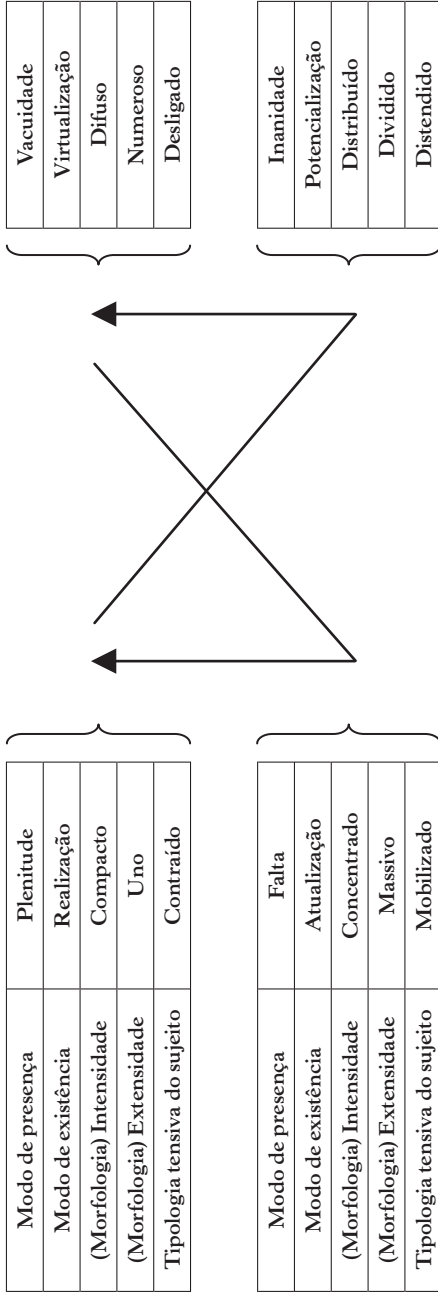 Modo de presença Plenitude
Modo de existência Realização
(Morfologia) Intensidade Compacto
(Morfologia) Extensidade Uno
Tipologia tensiva do sujeito Contraído
Vacuidade
Virtualização
Difuso
Numeroso
Desligado
Modo de presença Falta
Modo de existência Atualização
(Morfologia) Intensidade Concentrado
(Morfologia) Extensidade Massivo
Tipologia tensiva do sujeito Mobilizado
Inanidade
Potencialização
Distribuído
Dividido
Distendido